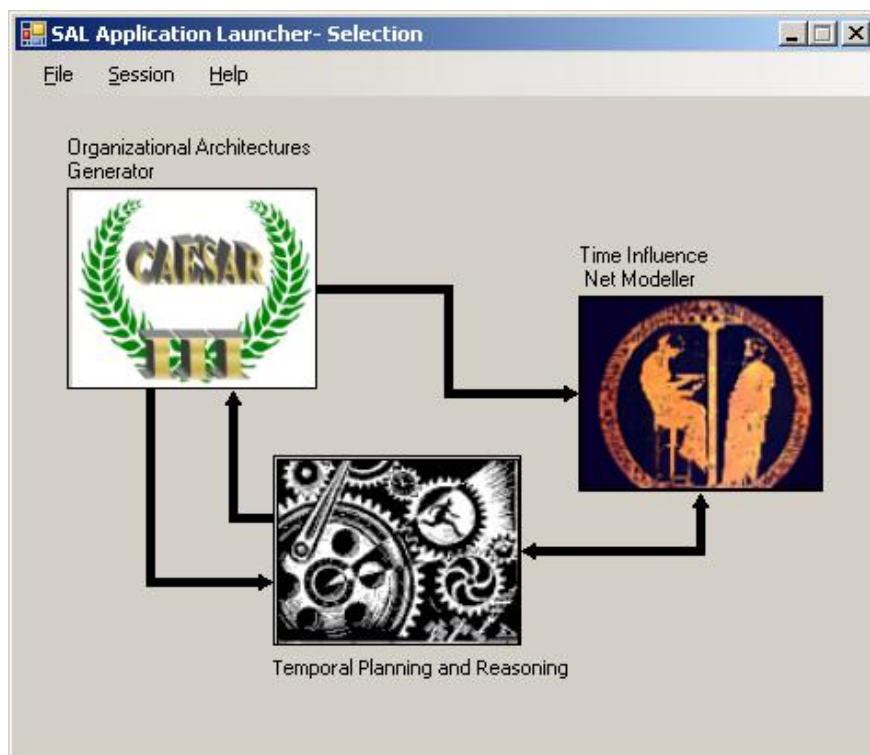 SAL Application Launcher- Selection
File Session Help
Organizational Architectures
Generator
CAESAR
III
Time Influence
Net Modeller
Temporal Planning and Reasoning